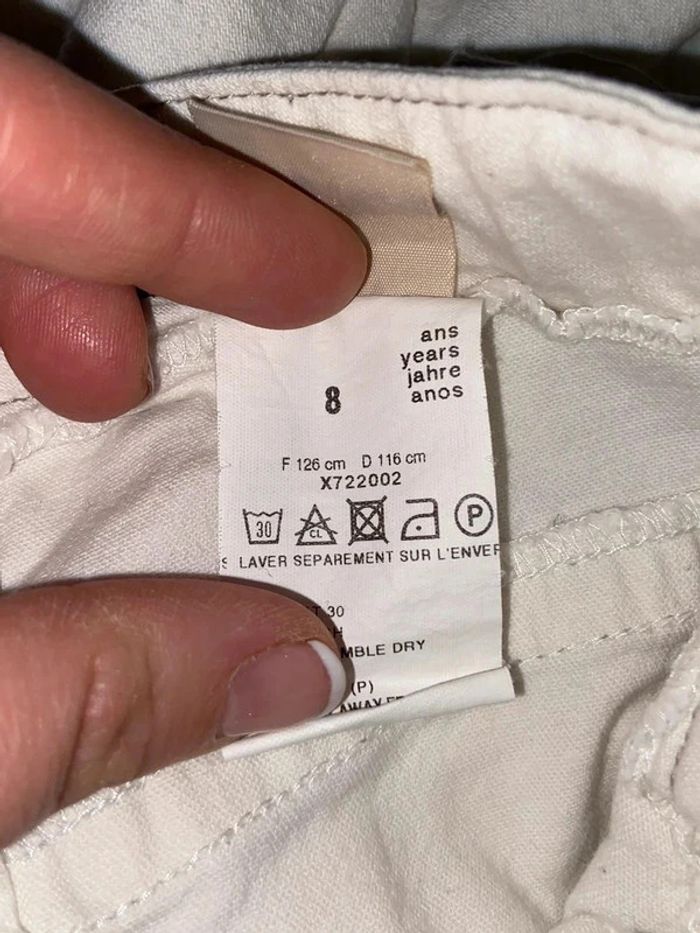 ans
years
jahre
anos
8
F 126 cm D 116 cm
X722002
30 CL P
LAVER SEPAREMENT SUR L'ENVER
30
MBLE DRY
(P)
AWAY